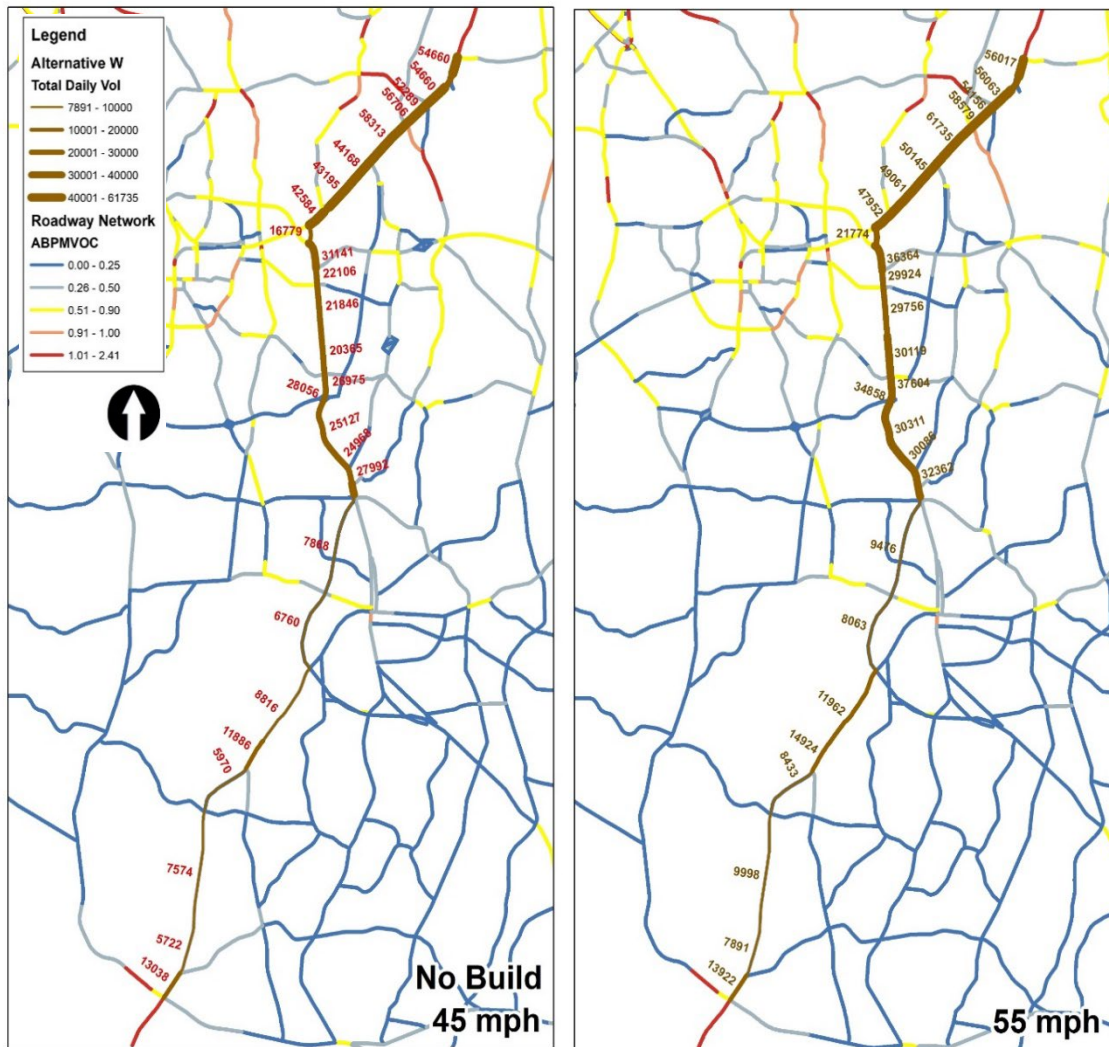 Legend
Alternative W
Total Daily Vol
7891 - 10000
10001 - 20000
20001 - 30000
30001 - 40000
40001 - 61735
Roadway Network
ABPMVOC
0.00 - 0.25
0.26 - 0.50
0.51 - 0.90
0.91 - 1.00
1.01 - 2.41
54660
54660
52289
56706
58313
44168
43195
42584
16779
31141
22106
21846
20365
26975
28056
25127
24968
27992
7868
6760
8816
11886
5970
7574
5722
13038
No Build
45 mph
56017
56063
54156
58579
61735
50145
49061
47952
21774
36364
29924
29756
30119
37604
34858
30311
30086
32363
9476
8063
11962
14924
8433
9998
7891
13922
55 mph